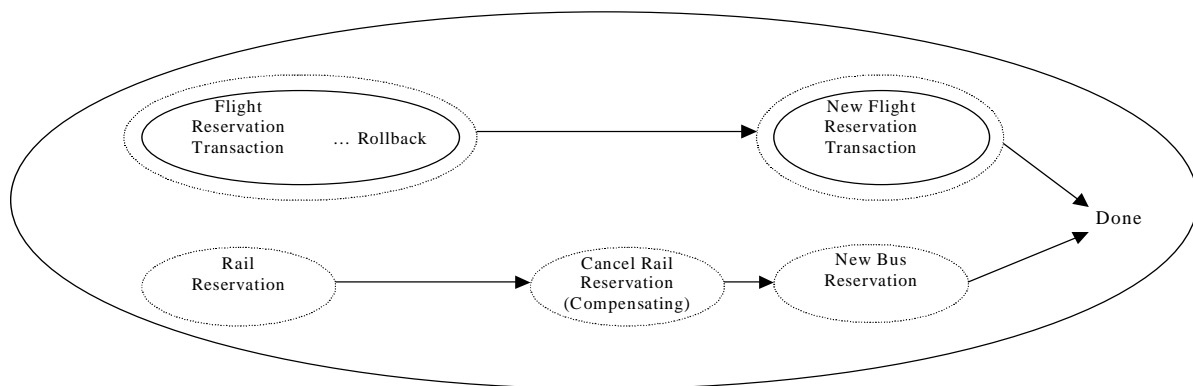 Flight
Reservation
Transaction
… Rollback
New Flight
Reservation
Transaction
Done
Rail
Reservation
Cancel Rail
Reservation
(Compensating)
New Bus
Reservation